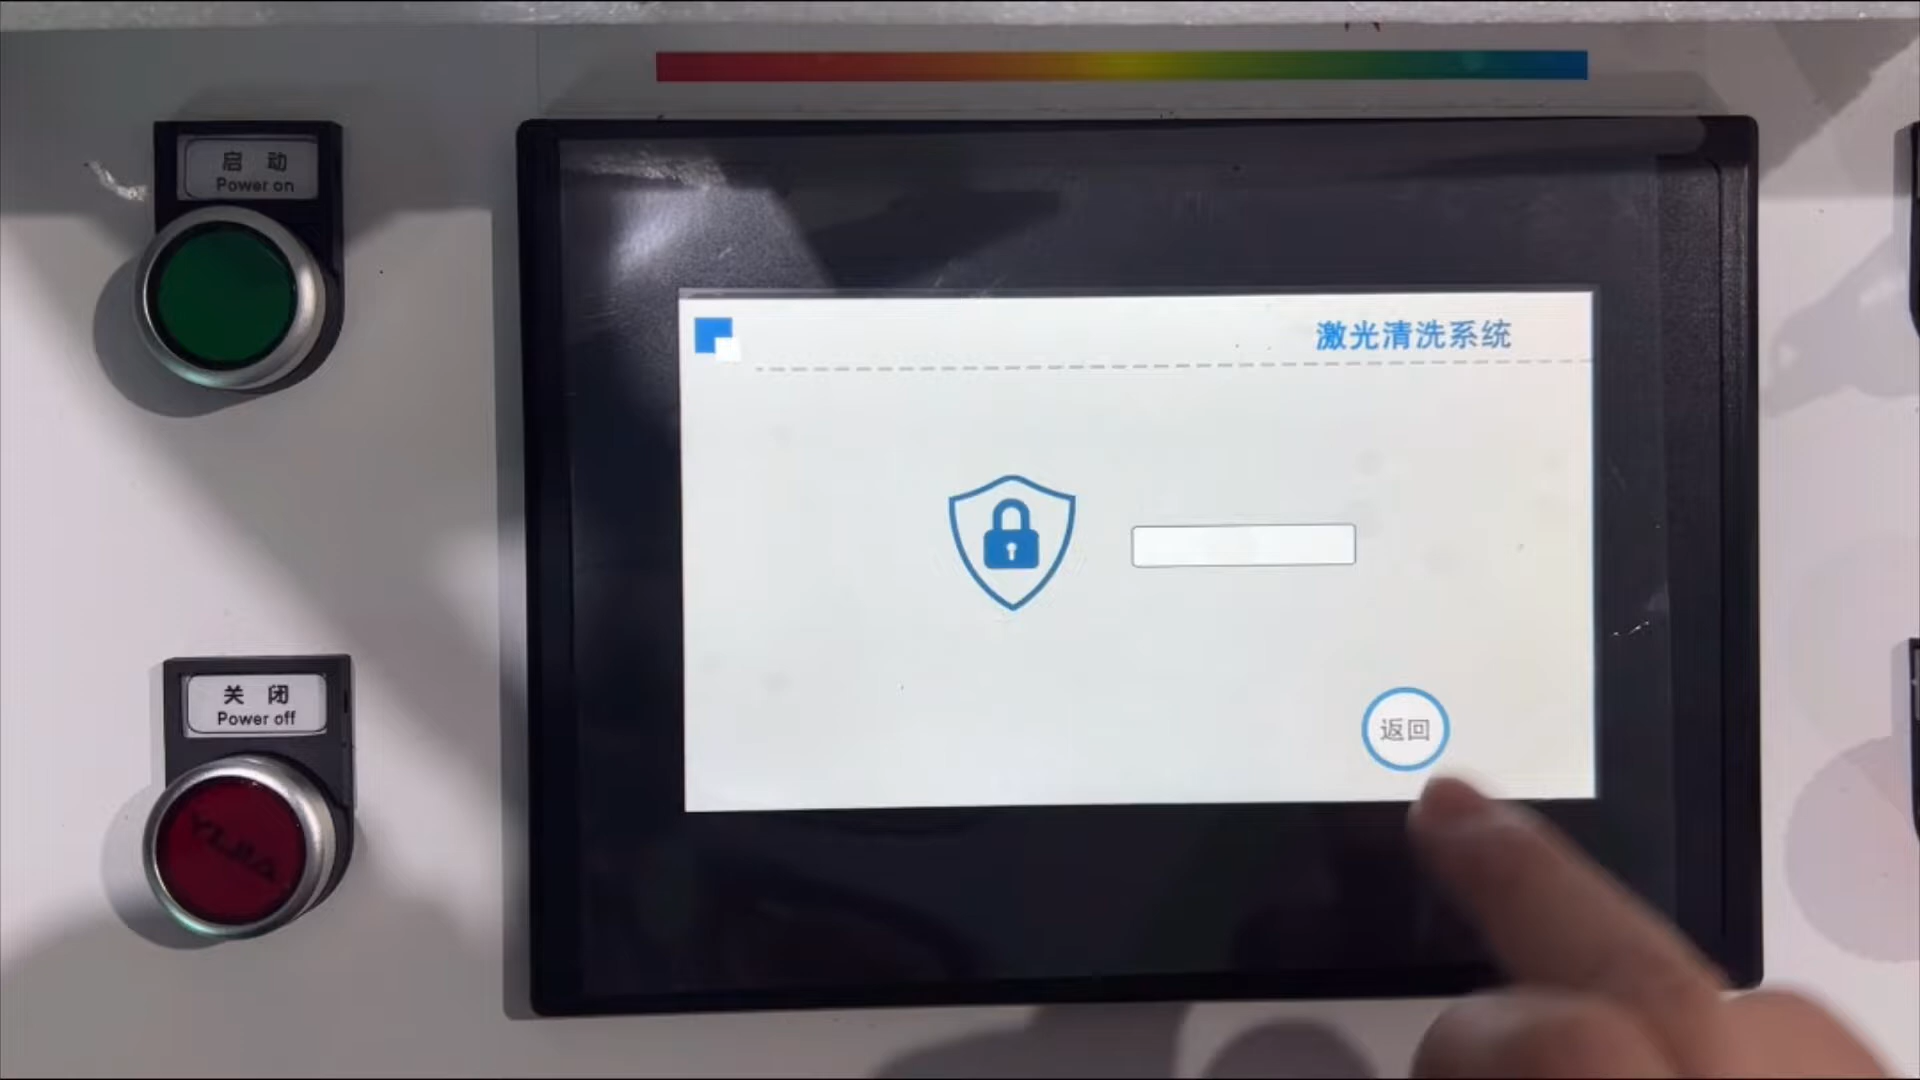 启 动
Power on
激光清洗系统
关 闭
Power off
返回